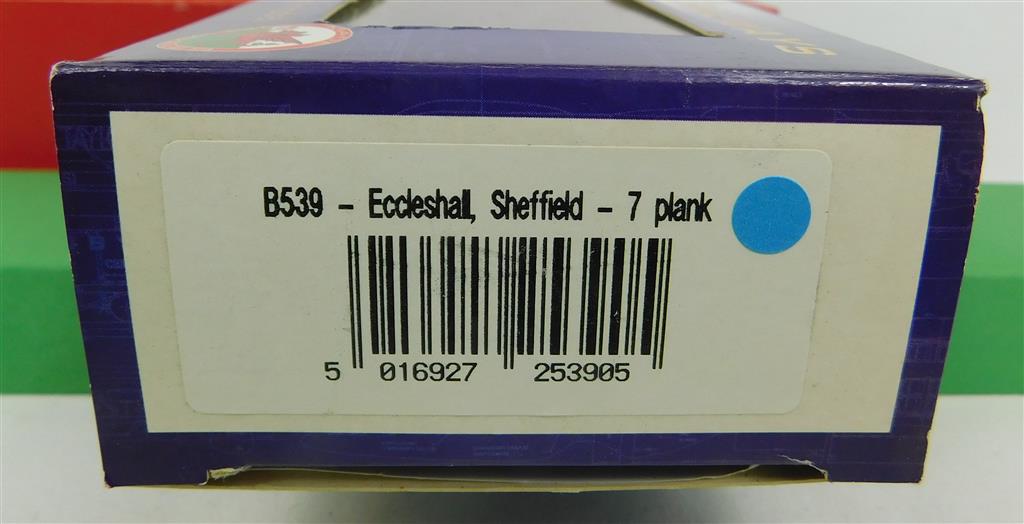 B539 - Eccleshall, Sheffield - 7 plank
5 016927 253905